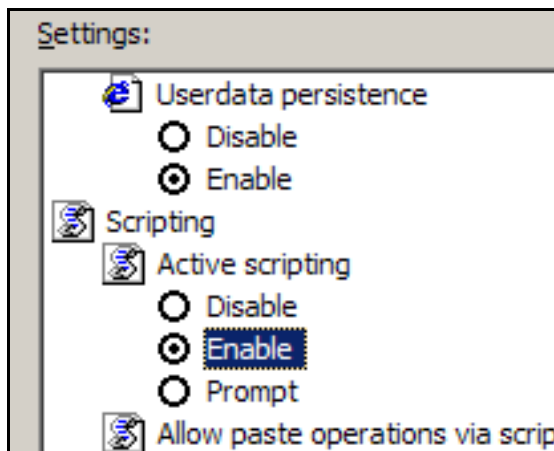 Settings:
Userdata persistence
Disable
Enable
Scripting
Active scripting
Disable
Enable
Prompt
Allow paste operations via scrip